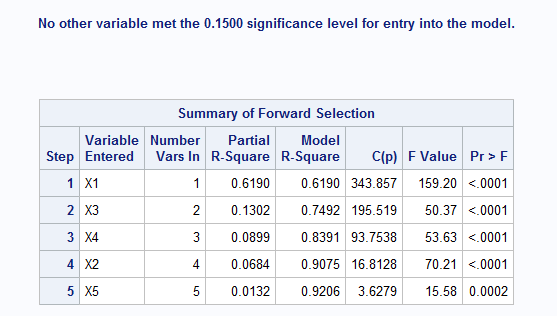 No other variable met the 0.1500 significance level for entry into the model.
Summary of Forward Selection
Step Variable Entered Number Vars In Partial R-Square Model R-Square C(p) F Value Pr > F
1 X1 1 0.6190 0.6190 343.857 159.20 <.0001
2 X3 2 0.1302 0.7492 195.519 50.37 <.0001
3 X4 3 0.0899 0.8391 93.7538 53.63 <.0001
4 X2 4 0.0684 0.9075 16.8128 70.21 <.0001
5 X5 5 0.0132 0.9206 3.6279 15.58 0.0002